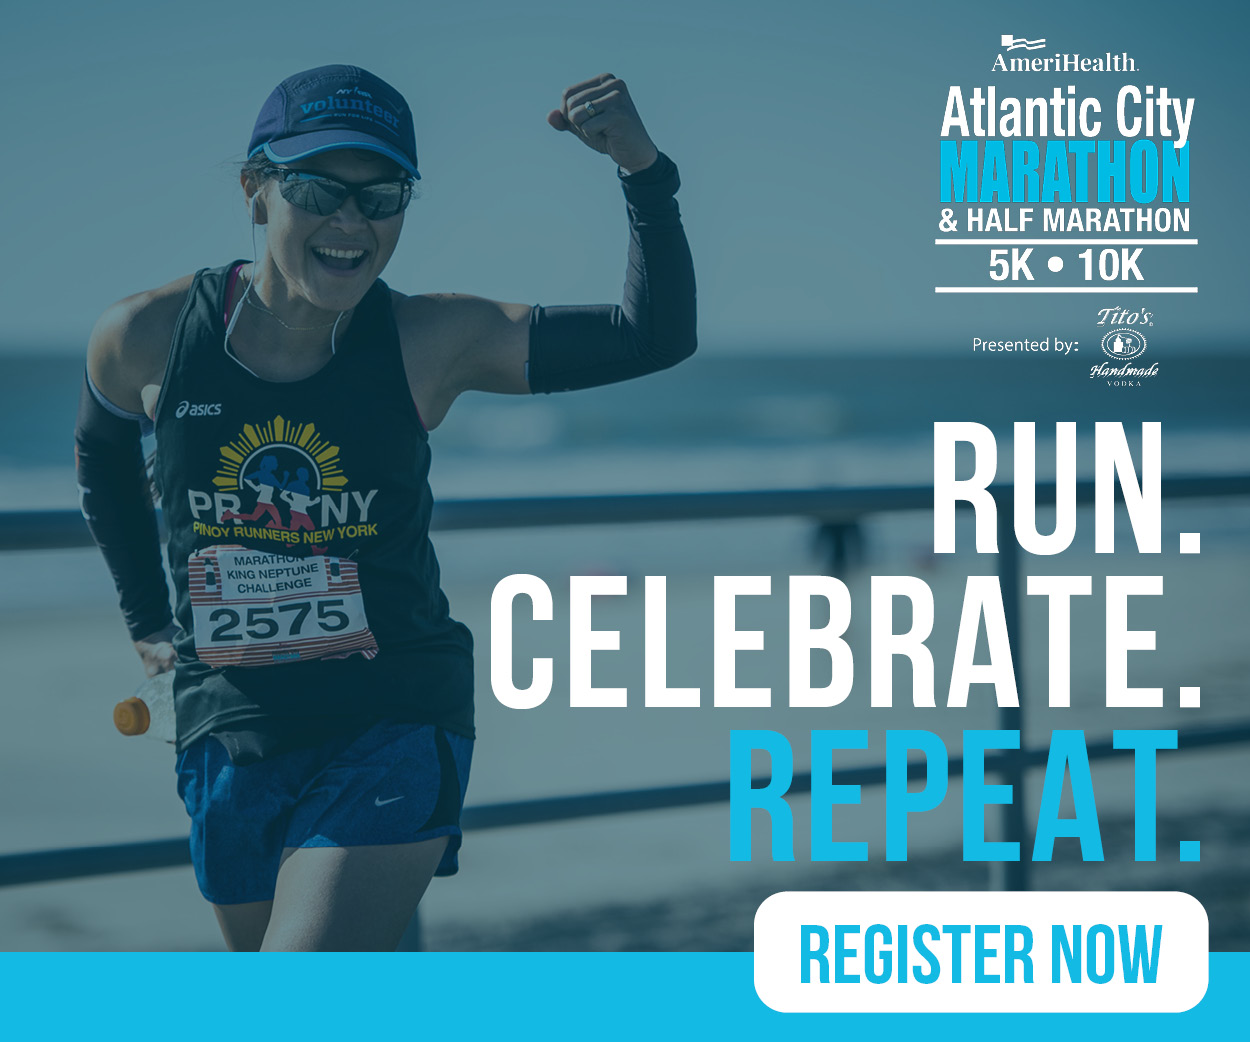 AmeriHealth.
Atlantic City
MARATHON
& HALF MARATHON
5K • 10K
Presented by:
Tito's
Handmade
VODKA
volunteer
asics
PR NY
PINOY RUNNERS NEW YORK
MARATHON
KING NEPTUNE
CHALLENGE
2575
RUN.
CELEBRATE.
REPEAT.
REGISTER NOW